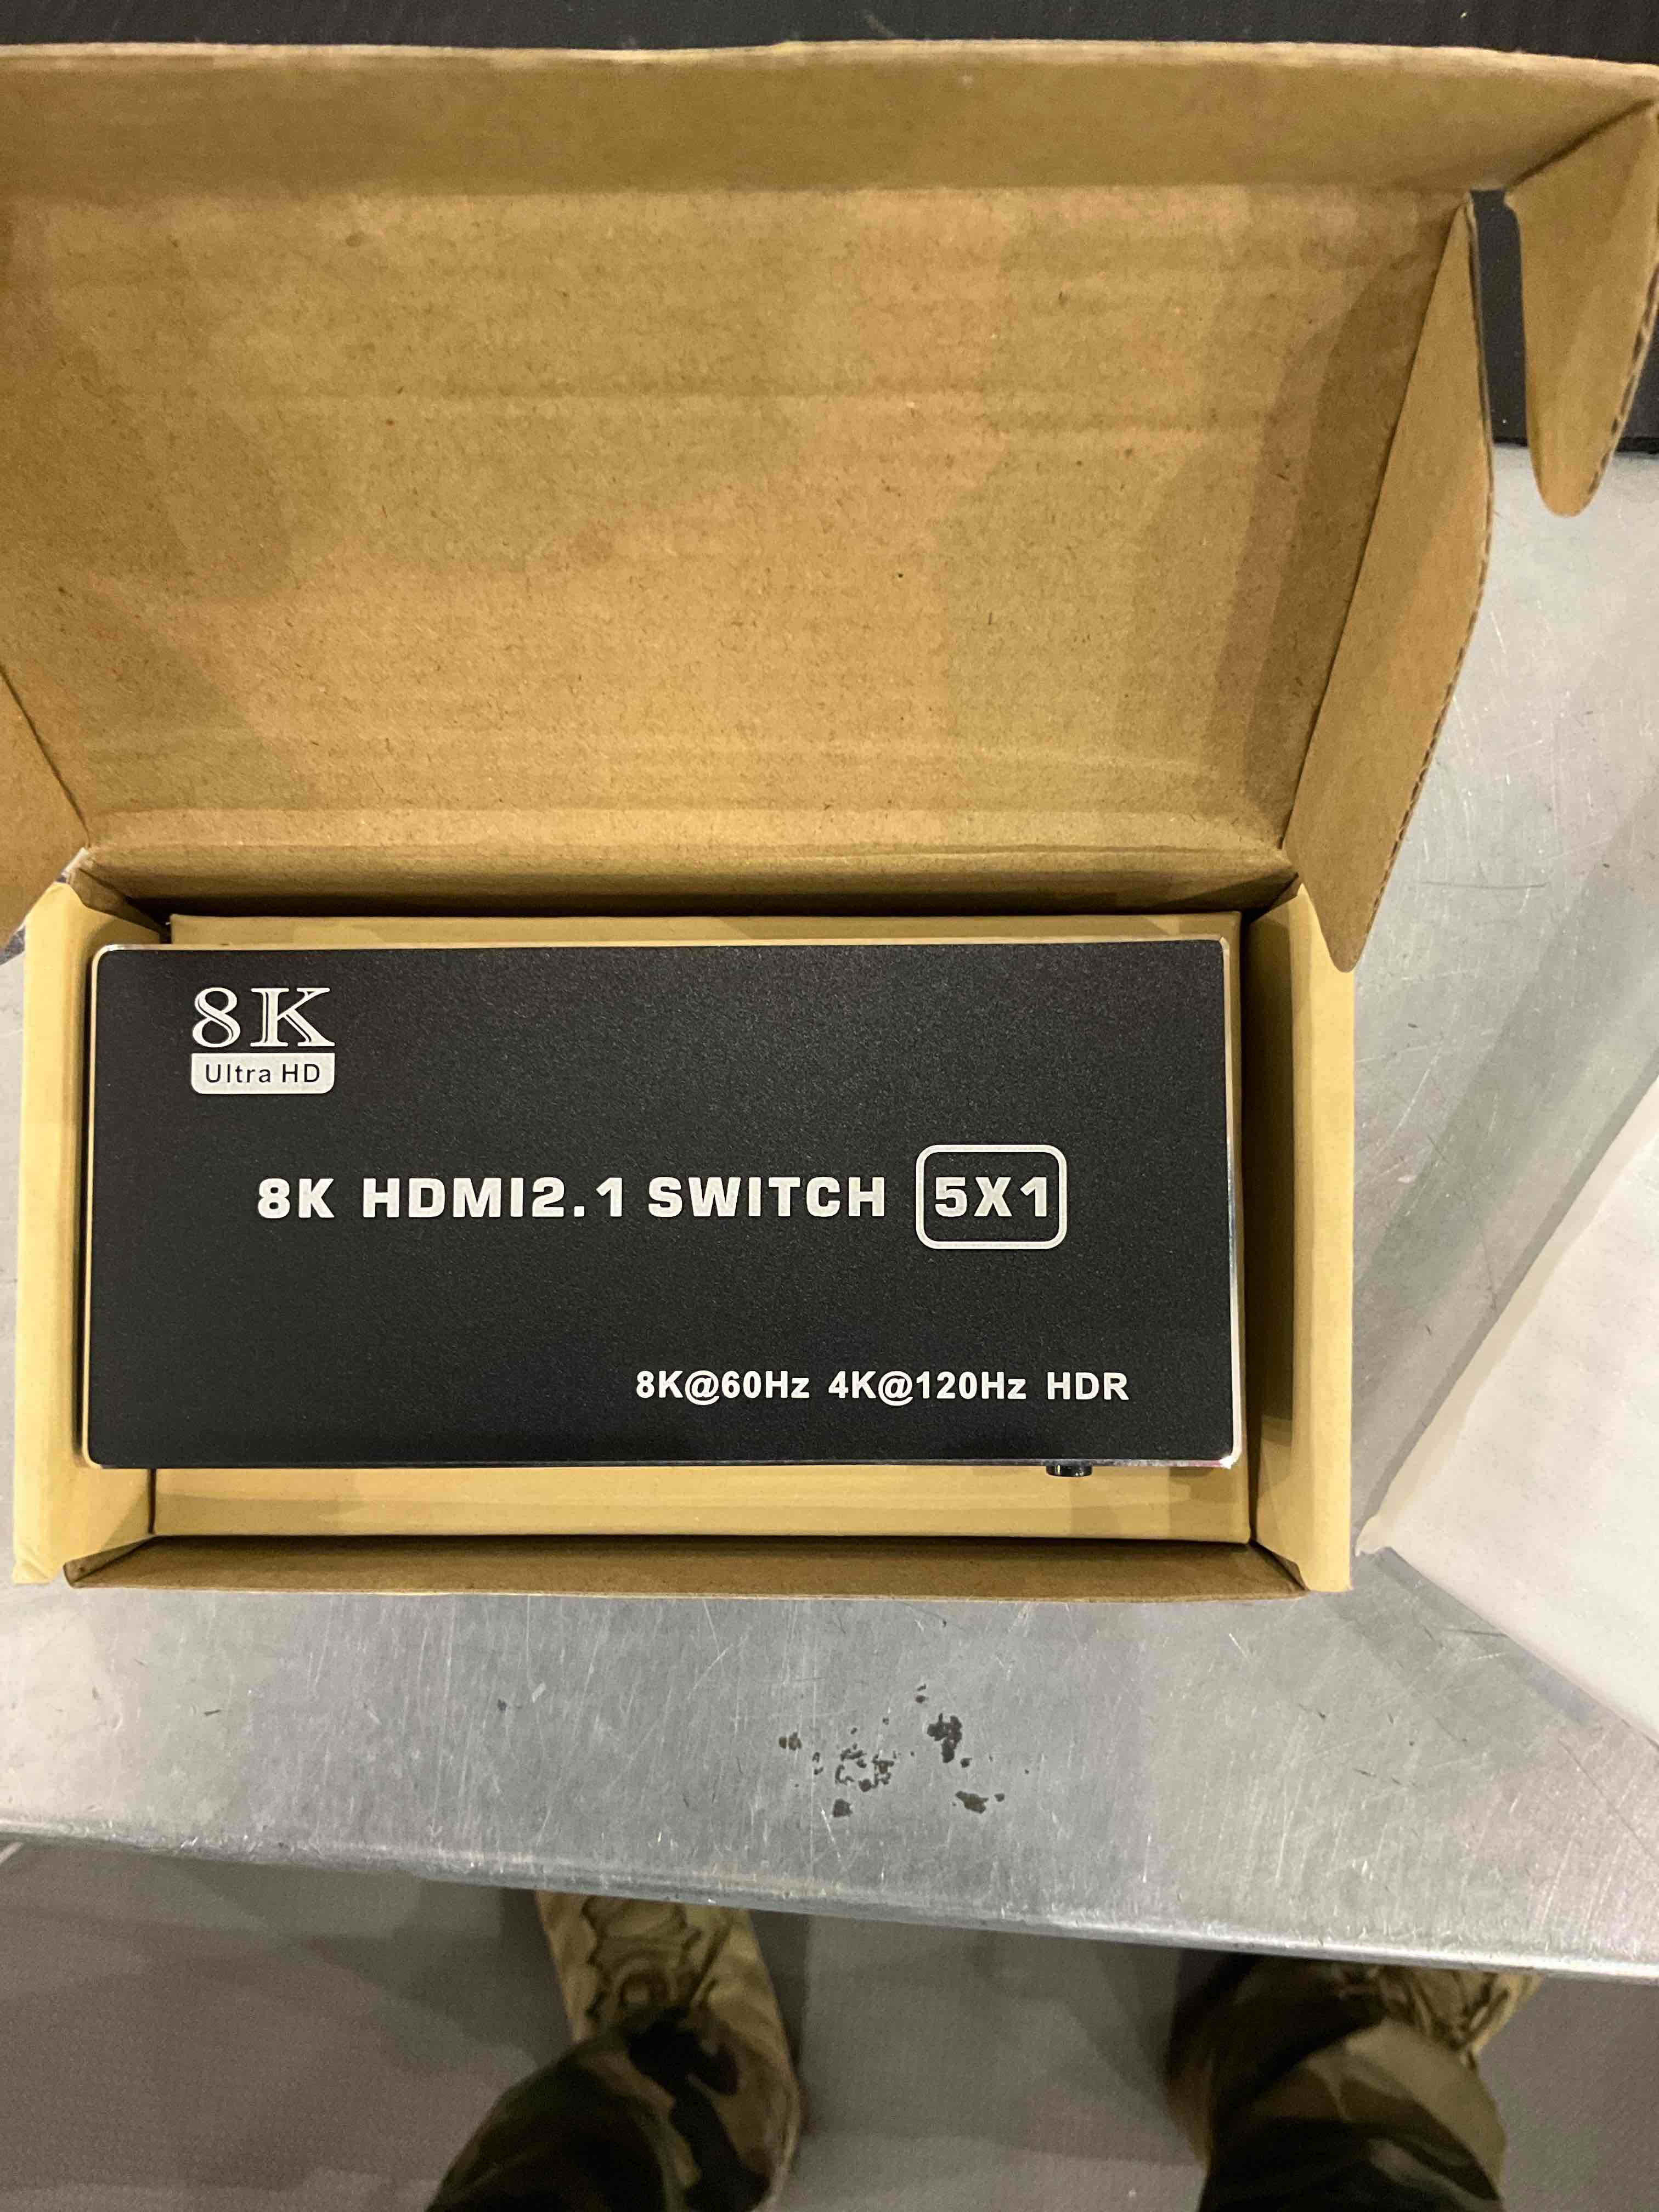 8K
Ultra HD
8K HDMI2.1 SWITCH 5X1
8K@60Hz 4K@120Hz HDR